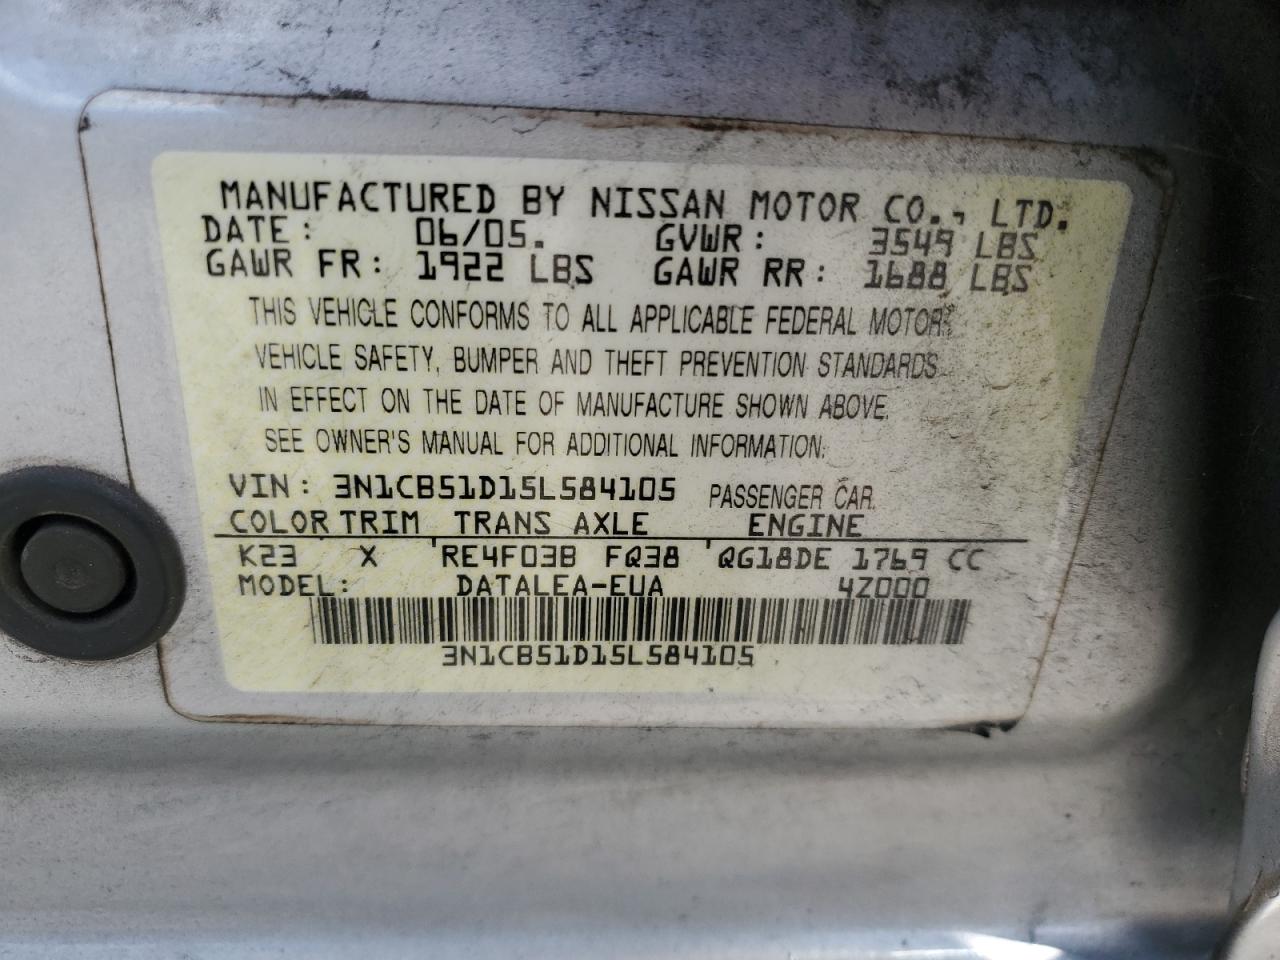 MANUFACTURED BY NISSAN MOTOR CO., LTD.
DATE: 06/05. GVWR: 3549 LBS
GAWR FR: 1922 LBS GAWR RR: 1688 LBS
THIS VEHICLE CONFORMS TO ALL APPLICABLE FEDERAL MOTOR
VEHICLE SAFETY, BUMPER AND THEFT PREVENTION STANDARDS
IN EFFECT ON THE DATE OF MANUFACTURE SHOWN ABOVE.
SEE OWNER'S MANUAL FOR ADDITIONAL INFORMATION.
VIN: 3N1CB51D15L584105 PASSENGER CAR
COLOR TRIM TRANS AXLE ENGINE
K23 X RE4F03B FQ38 QG18DE 1769 CC
MODEL: DATALEA-EUA 4Z000
3N1CB51D15L584105